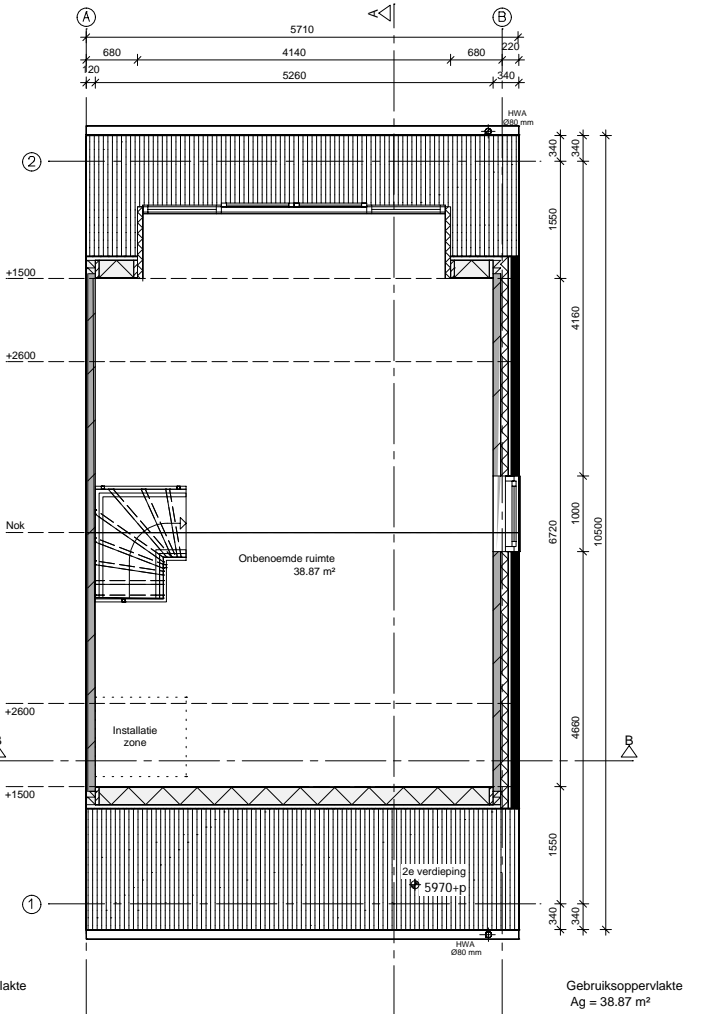 A
A
B
5710
680
4140
680
220
120
5260
340
HWA
Ø80 mm
2
340
340
1550
+1500
4160
+2600
Nok
Onbenoemde ruimte
38.87 m²
6720
1000
10500
+2600
Installatie
zone
4660
B
B
+1500
1550
2e verdieping
5970+p
1
340
340
HWA
Ø80 mm
lakte
Gebruiksoppervlakte
Ag = 38.87 m²